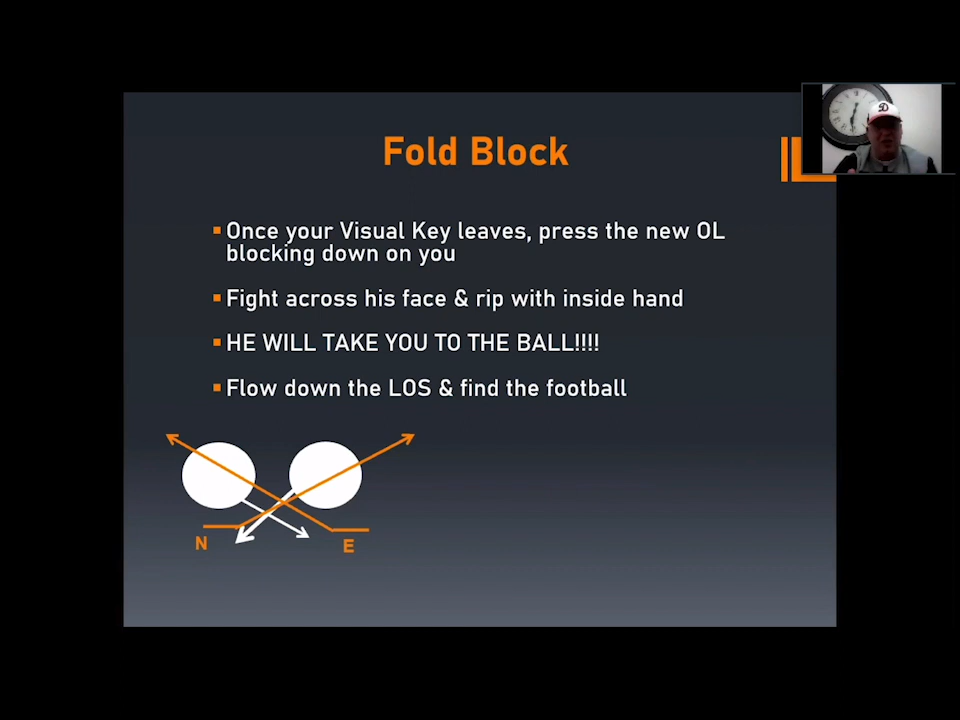 Fold Block
Once your Visual Key leaves, press the new OL
blocking down on you
Fight across his face & rip with inside hand
HE WILL TAKE YOU TO THE BALL!!!!
Flow down the LOS & find the football
N
E
D